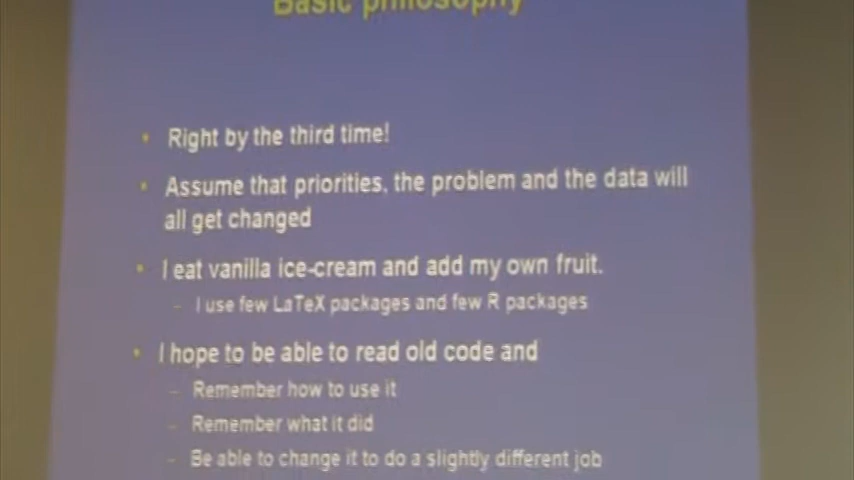 Basic philosophy
• Right by the third time!
• Assume that priorities, the problem and the data will
all get changed
• I eat vanilla ice-cream and add my own fruit.
– I use few LaTeX packages and few R packages
• I hope to be able to read old code and
– Remember how to use it
– Remember what it did
– Be able to change it to do a slightly different job